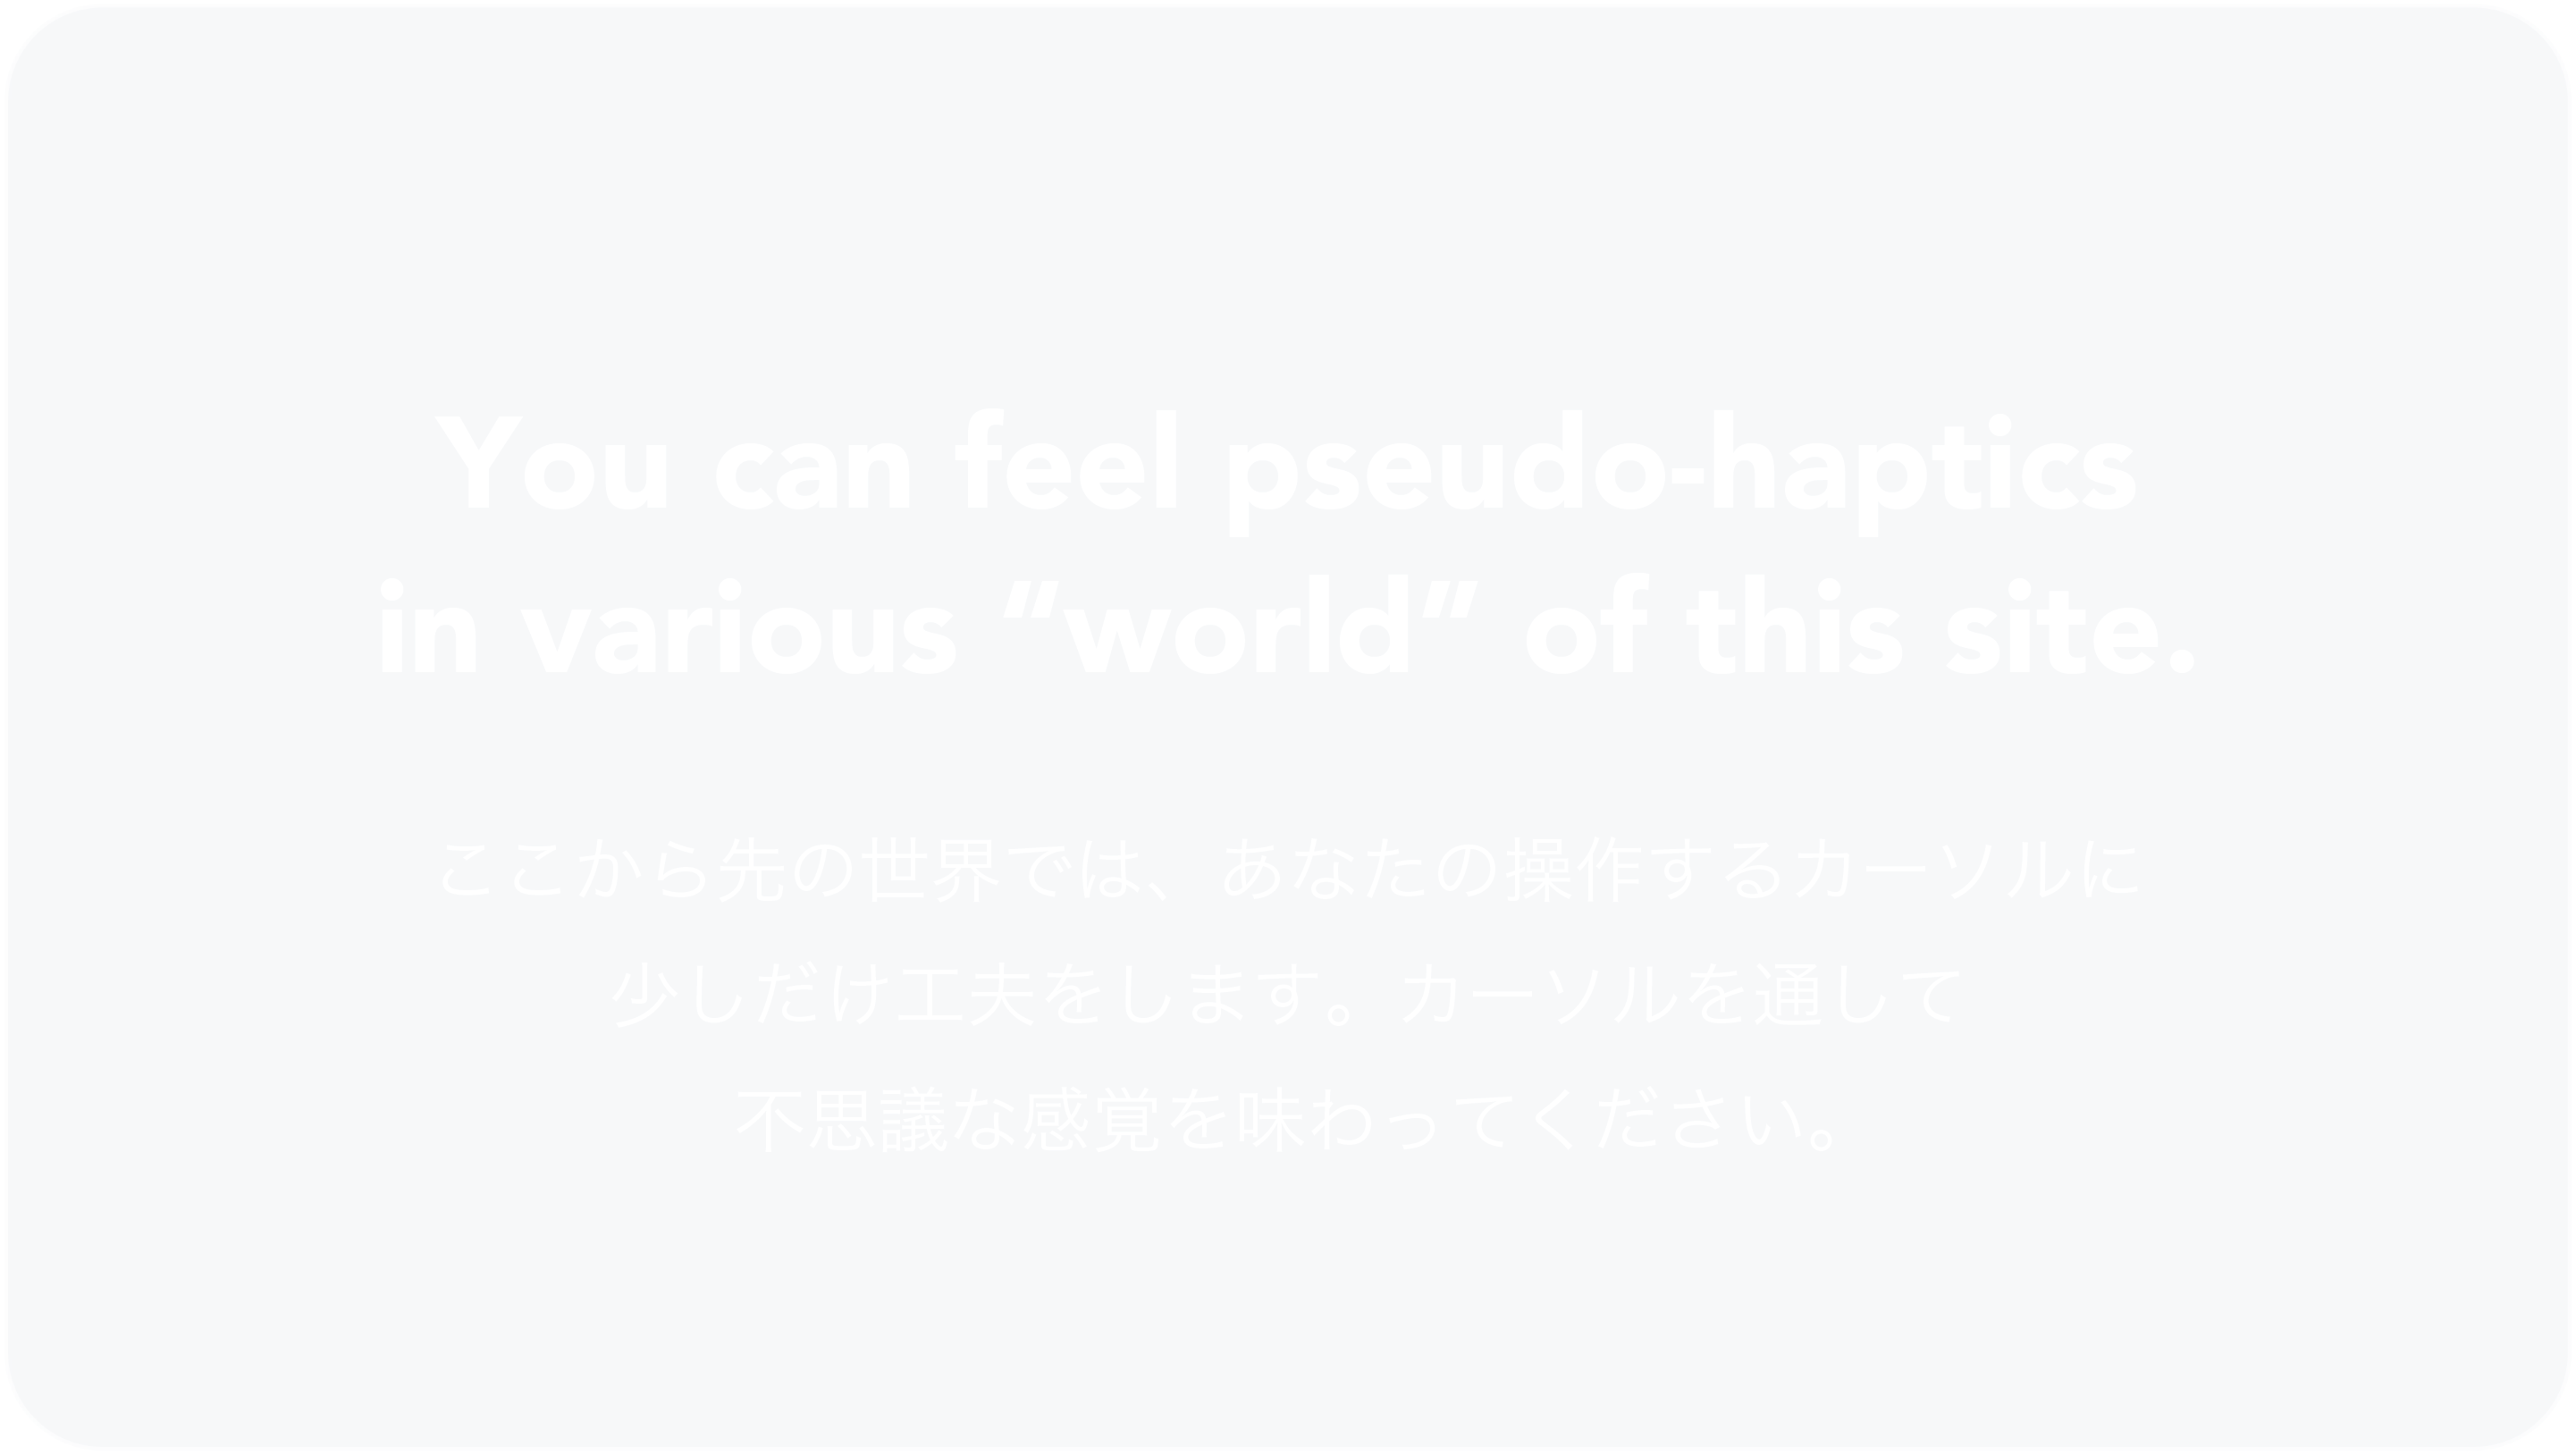 You can feel pseudo-haptics
in various “world” of this site.
ここから先の世界では、あなたの操作するカーソルに
少しだけ工夫をします。カーソルを通して
不思議な感覚を味わってください。